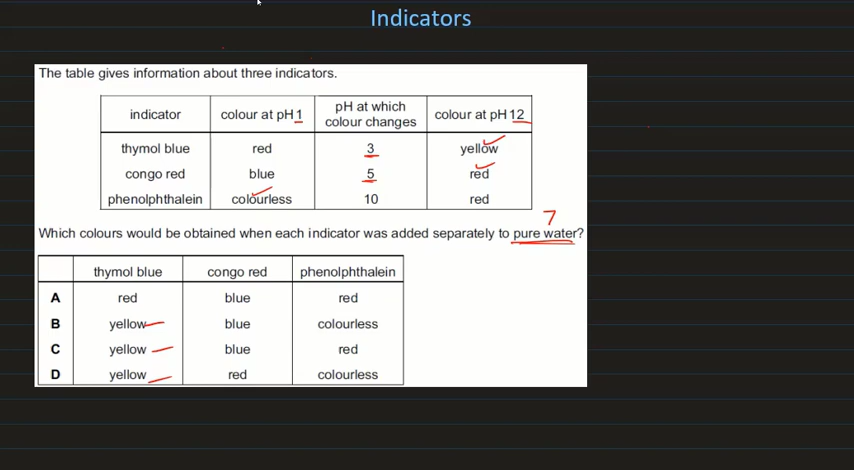 Indicators
The table gives information about three indicators.
indicator colour at pH 1 pH at which colour changes colour at pH 12
thymol blue red 3 yellow
congo red blue 5 red
phenolphthalein colourless 10 red
7
Which colours would be obtained when each indicator was added separately to pure water?
thymol blue congo red phenolphthalein
A red blue red
B yellow blue colourless
C yellow blue red
D yellow red colourless